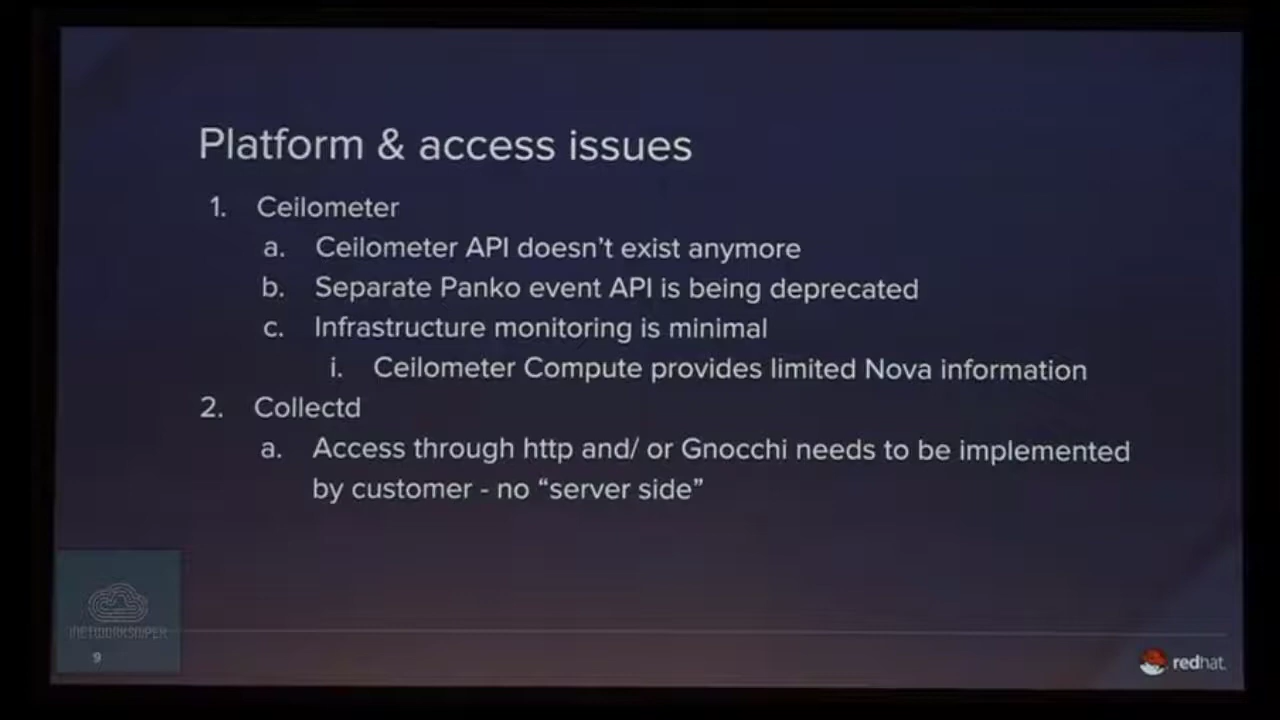 Platform & access issues
1. Ceilometer
a. Ceilometer API doesn't exist anymore
b. Separate Panko event API is being deprecated
c. Infrastructure monitoring is minimal
i. Ceilometer Compute provides limited Nova information
2. Collectd
a. Access through http and/ or Gnocchi needs to be implemented
by customer - no “server side”
9
redhat.